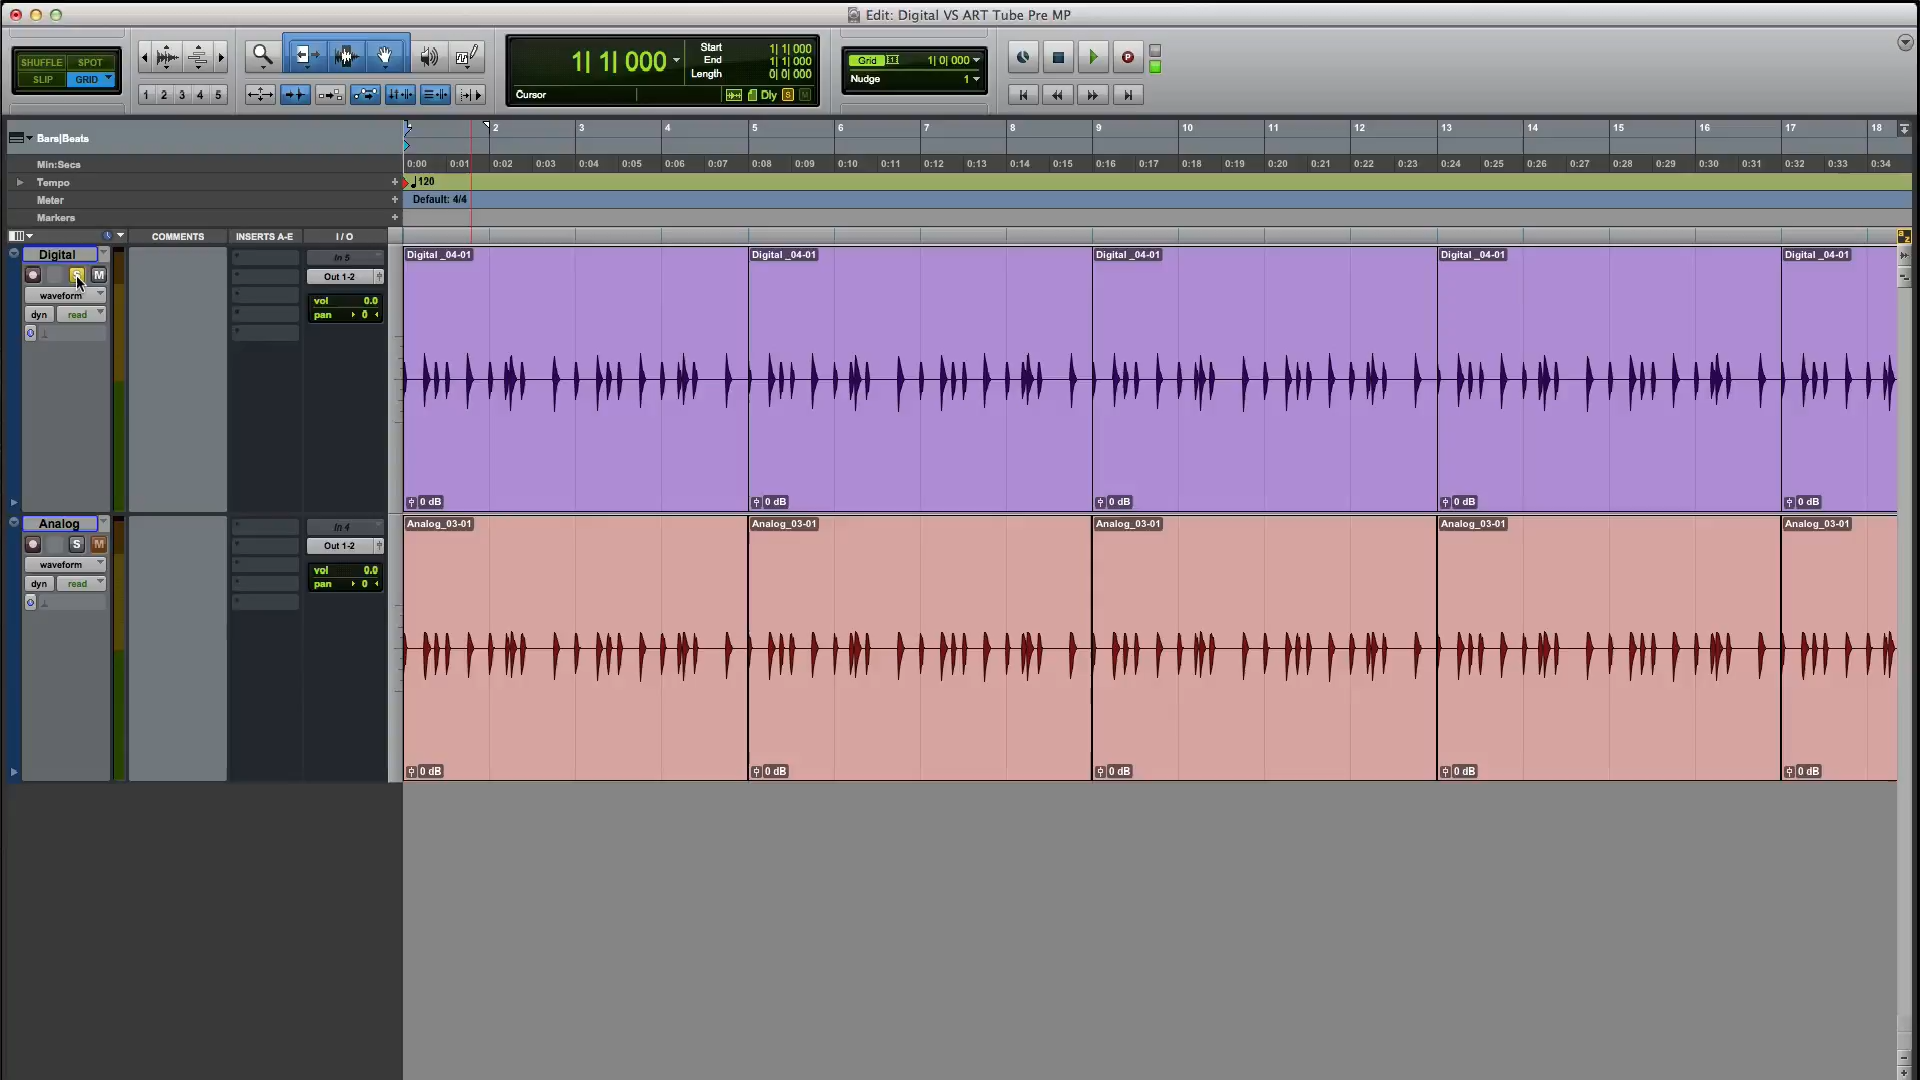 Edit: Digital VS ART Tube Pre MP
SHUFFLE SPOT
SLIP GRID
1 2 3 4 5
1| 1| 000
Start 1| 1| 000
End 1| 1| 000
Length 0| 0| 000
Cursor
Dly S M
Grid 1| 0| 000
Nudge 1
Bars|Beats
2 3 4 5 6 7 8 9 10 11 12 13 14 15 16 17 18
Min:Secs
0:00 0:01 0:02 0:03 0:04 0:05 0:06 0:07 0:08 0:09 0:10 0:11 0:12 0:13 0:14 0:15 0:16 0:17 0:18 0:19 0:20 0:21 0:22 0:23 0:24 0:25 0:26 0:27 0:28 0:29 0:30 0:31 0:32 0:33 0:34
Tempo + 120
Meter + Default: 4/4
Markers +
COMMENTS INSERTS A-E I / O
Digital
In 5
Digital _04-01 Digital _04-01 Digital _04-01 Digital _04-01 Digital _04-01
S M
Out 1-2
waveform
vol 0.0
dyn read
pan 0
0 dB 0 dB 0 dB 0 dB 0 dB
Analog
In 4
Analog_03-01 Analog_03-01 Analog_03-01 Analog_03-01 Analog_03-01
S M
Out 1-2
waveform
vol 0.0
dyn read
pan 0
0 dB 0 dB 0 dB 0 dB 0 dB